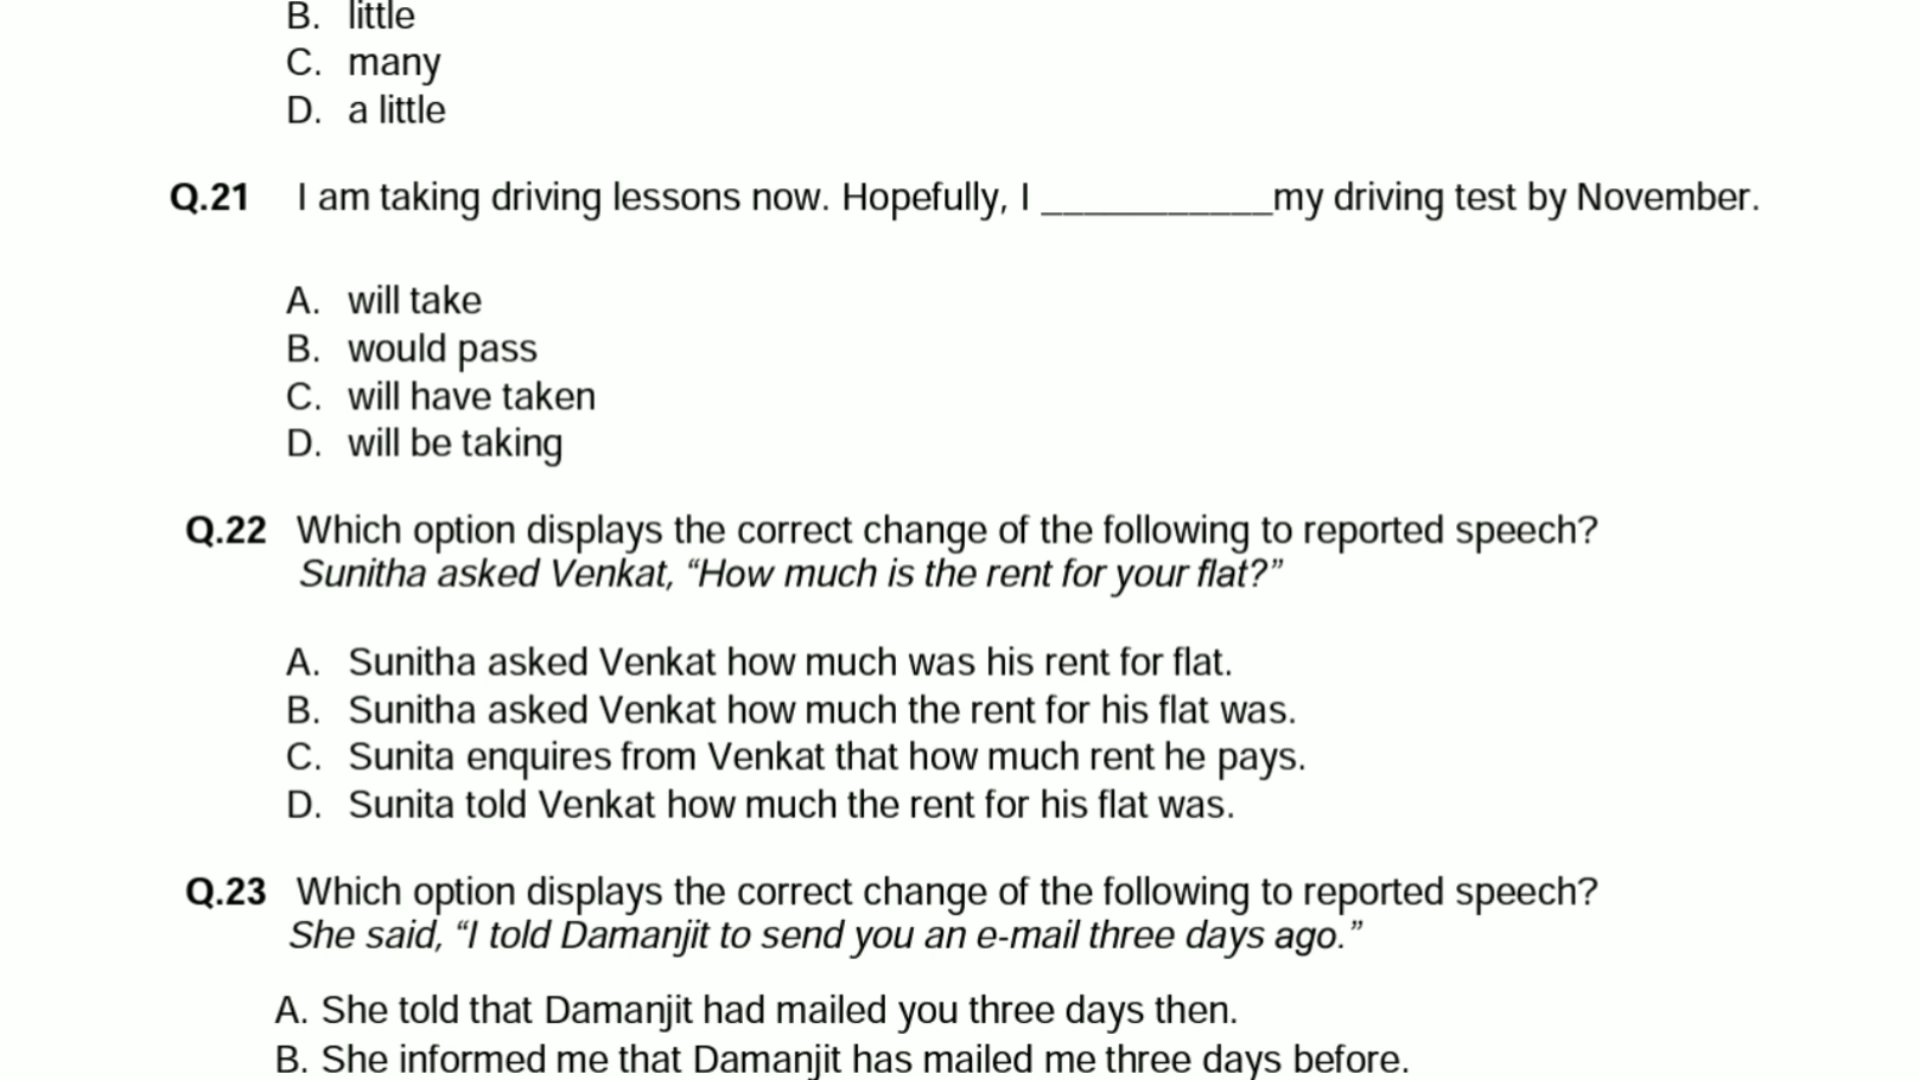 B. little
C. many
D. a little
Q.21 I am taking driving lessons now. Hopefully, I ___________my driving test by November.
A. will take
B. would pass
C. will have taken
D. will be taking
Q.22 Which option displays the correct change of the following to reported speech?
Sunitha asked Venkat, “How much is the rent for your flat?”
A. Sunitha asked Venkat how much was his rent for flat.
B. Sunitha asked Venkat how much the rent for his flat was.
C. Sunita enquires from Venkat that how much rent he pays.
D. Sunita told Venkat how much the rent for his flat was.
Q.23 Which option displays the correct change of the following to reported speech?
She said, “I told Damanjit to send you an e-mail three days ago.”
A. She told that Damanjit had mailed you three days then.
B. She informed me that Damanjit has mailed me three days before.